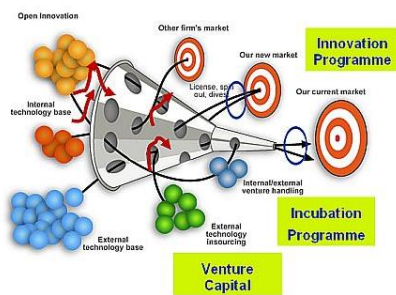 Open Innovation
Other firm's market
Our new market
Innovation
Programme
License, spin
out, divest
Our current market
Internal
technology base
Internal/external
venture handling
External
technology
insourcing
External
technology base
Incubation
Programme
Venture
Capital